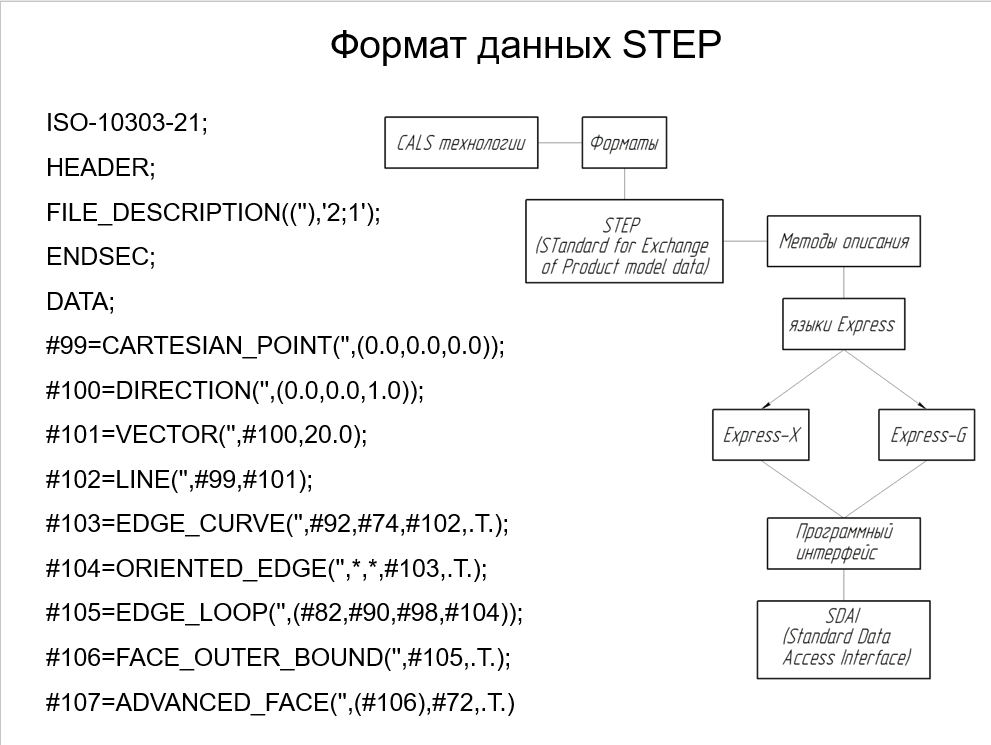 Формат данных STEP
ISO-10303-21;
HEADER;
FILE_DESCRIPTION((''),'2;1');
ENDSEC;
DATA;
#99=CARTESIAN_POINT('',(0.0,0.0,0.0));
#100=DIRECTION('',(0.0,0.0,1.0));
#101=VECTOR('',#100,20.0);
#102=LINE('',#99,#101);
#103=EDGE_CURVE('',#92,#74,#102,.T.);
#104=ORIENTED_EDGE('',*,*,#103,.T.);
#105=EDGE_LOOP('',(#82,#90,#98,#104));
#106=FACE_OUTER_BOUND('',#105,.T.);
#107=ADVANCED_FACE('',(#106),#72,.T.)
CALS технологии
Форматы
STEP
(STandard for Exchange
of Product model data)
Методы описания
языки Express
Express-X
Express-G
Программный
интерфейс
SDAI
(Standard Data
Access Interface)